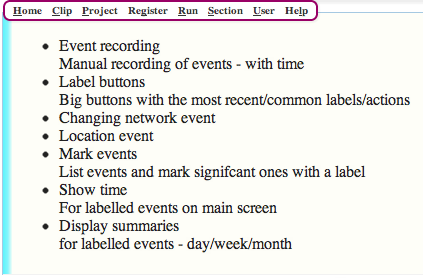 Home Clip Project Register Run Section User Help
• Event recording
Manual recording of events - with time
• Label buttons
Big buttons with the most recent/common labels/actions
• Changing network event
• Location event
• Mark events
List events and mark signifcant ones with a label
• Show time
For labelled events on main screen
• Display summaries
for labelled events - day/week/month